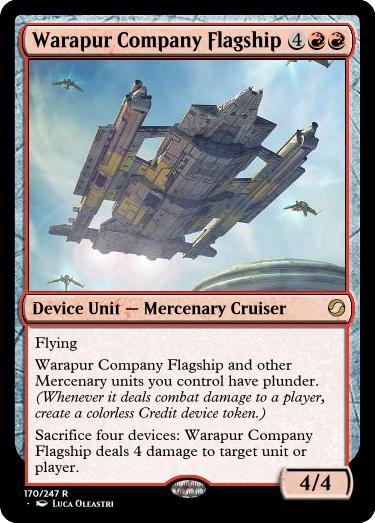 Warapur Company Flagship 4
Device Unit — Mercenary Cruiser
Flying
Warapur Company Flagship and other
Mercenary units you control have plunder.
(Whenever it deals combat damage to a player,
create a colorless Credit device token.)
Sacrifice four devices: Warapur Company
Flagship deals 4 damage to target unit or
player.
4/4
170/247 R
· Luca Oleastri